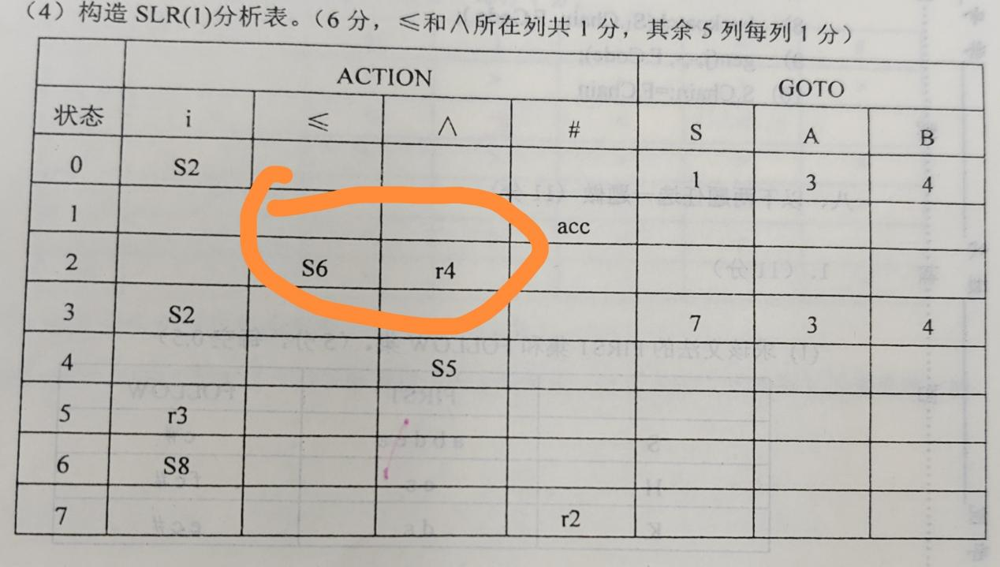 （4）构造 SLR(1)分析表。（6 分，≤和∧所在列共 1 分，其余 5 列每列 1 分）
ACTION GOTO
状态 i ≤ ∧ # S A B
0 S2 1 3 4
1 acc
2 S6 r4
3 S2 7 3 4
4 S5
5 r3
6 S8
7 r2